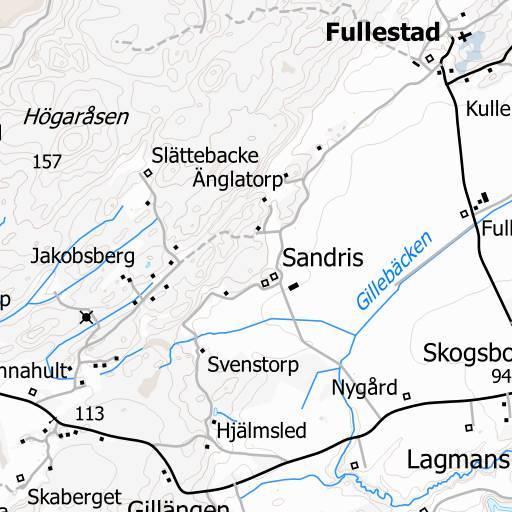 Fullestad
Högaråsen
Kulle
157
Slättebacke
Änglatorp
Full
Jakobsberg
Sandris
Gillebäcken
Svenstorp
Skogsbo
94
nnahult
Nygård
113
Hjälmsled
Lagmans
Skaberget
Gillängen